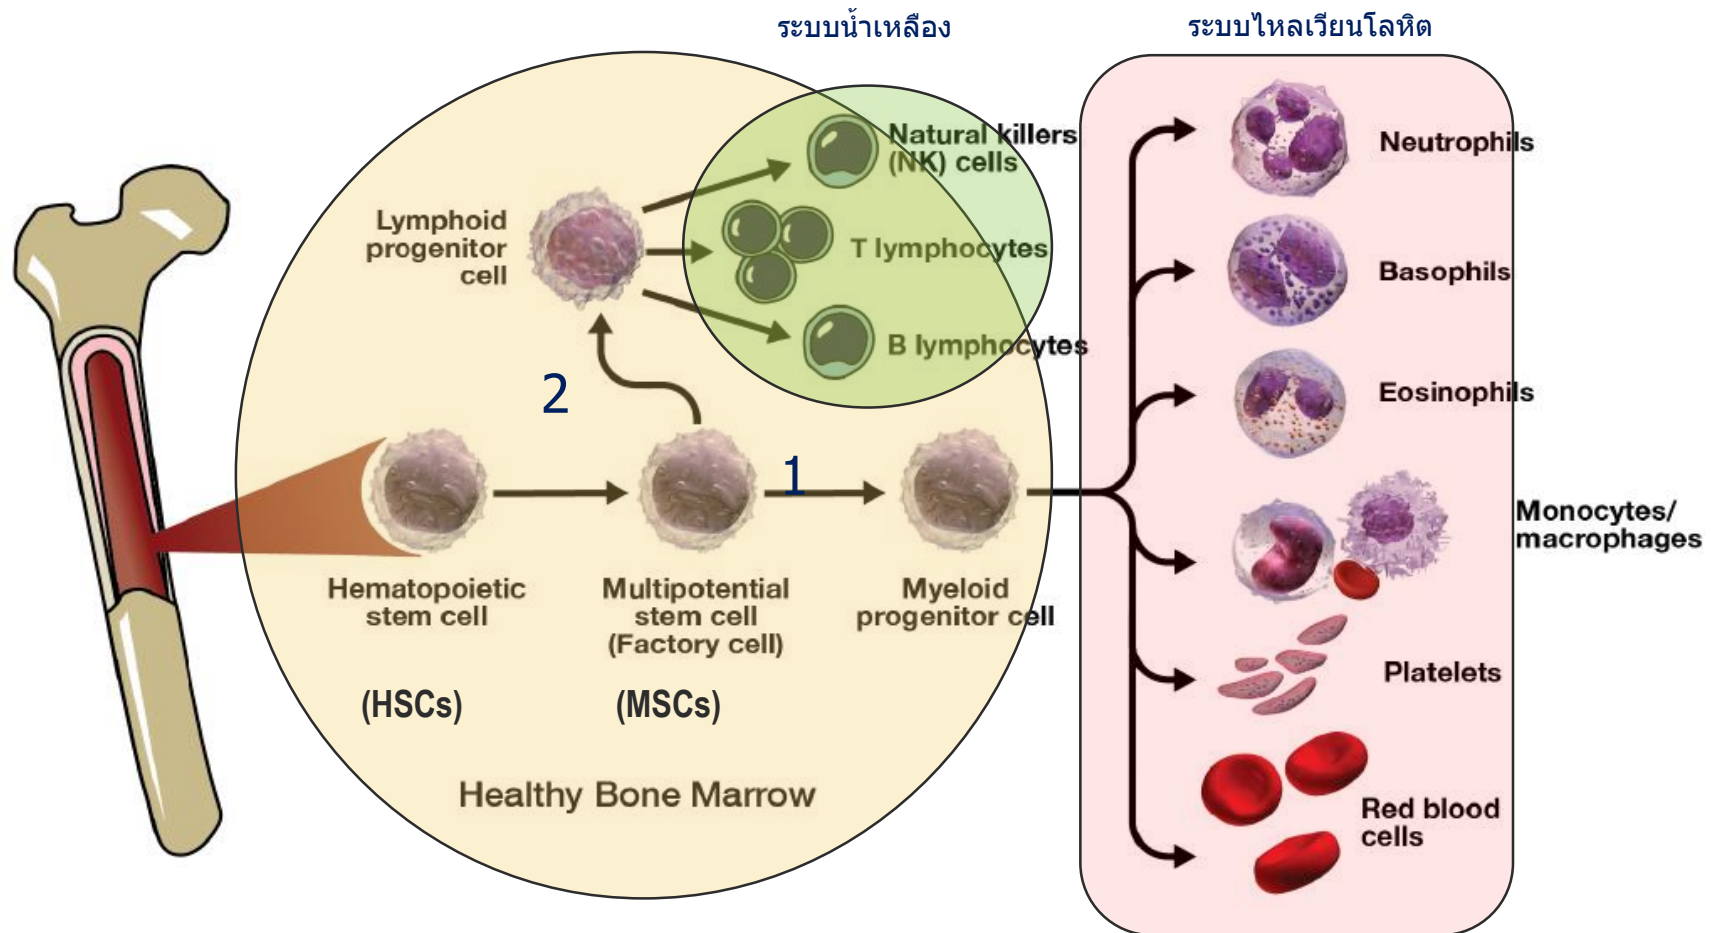 ระบบน้ำเหลือง
ระบบไหลเวียนโลหิต
Natural killers
(NK) cells
Neutrophils
Lymphoid
progenitor
cell
T lymphocytes
Basophils
B lymphocytes
Eosinophils
2
1
Monocytes/
macrophages
Hematopoietic
stem cell
Multipotential
stem cell
(Factory cell)
Myeloid
progenitor cell
Platelets
(HSCs)
(MSCs)
Healthy Bone Marrow
Red blood
cells